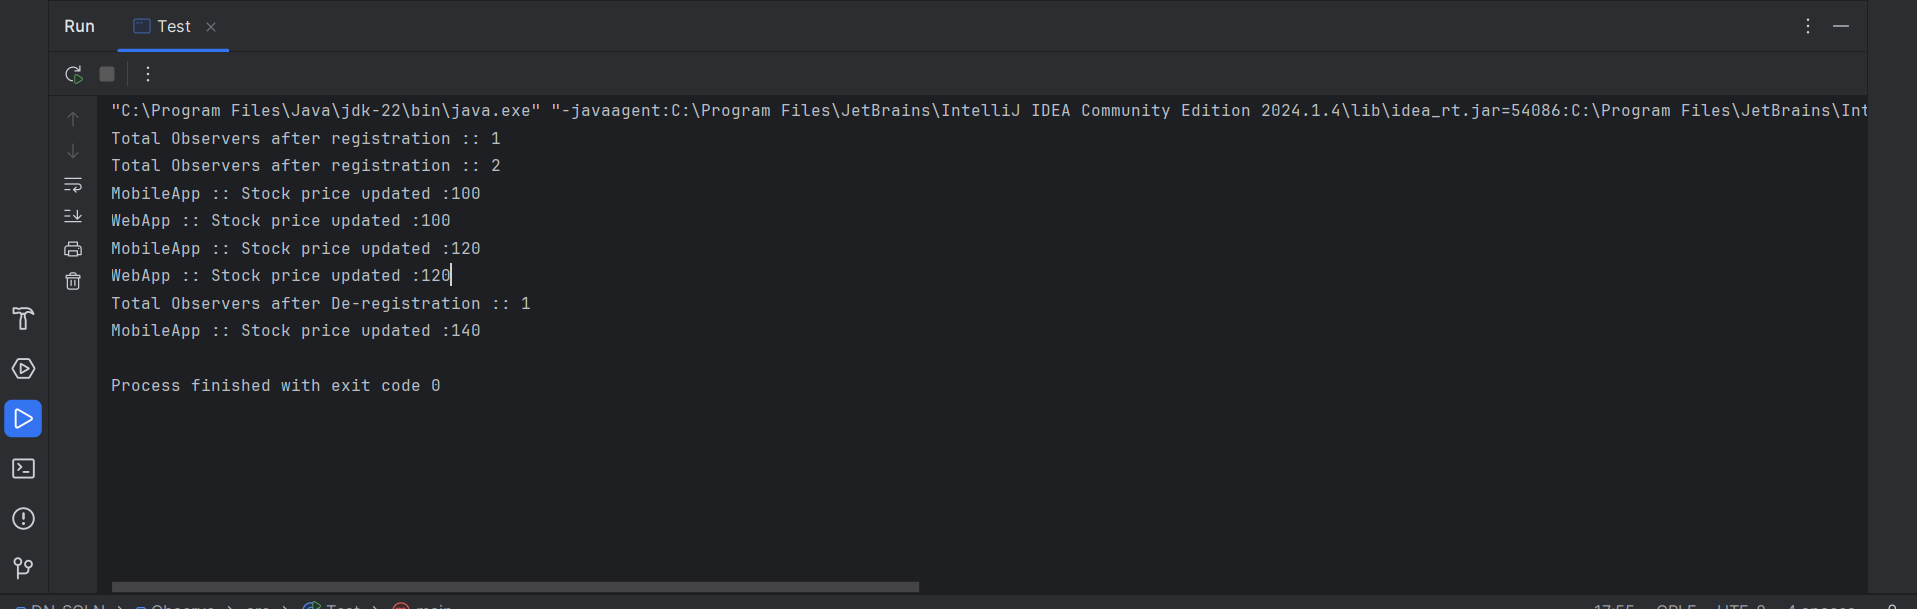 Run Test
"C:\Program Files\Java\jdk-22\bin\java.exe" "-javaagent:C:\Program Files\JetBrains\IntelliJ IDEA Community Edition 2024.1.4\lib\idea_rt.jar=54086:C:\Program Files\JetBrains\Int
Total Observers after registration :: 1
Total Observers after registration :: 2
MobileApp :: Stock price updated :100
WebApp :: Stock price updated :100
MobileApp :: Stock price updated :120
WebApp :: Stock price updated :120
Total Observers after De-registration :: 1
MobileApp :: Stock price updated :140
Process finished with exit code 0